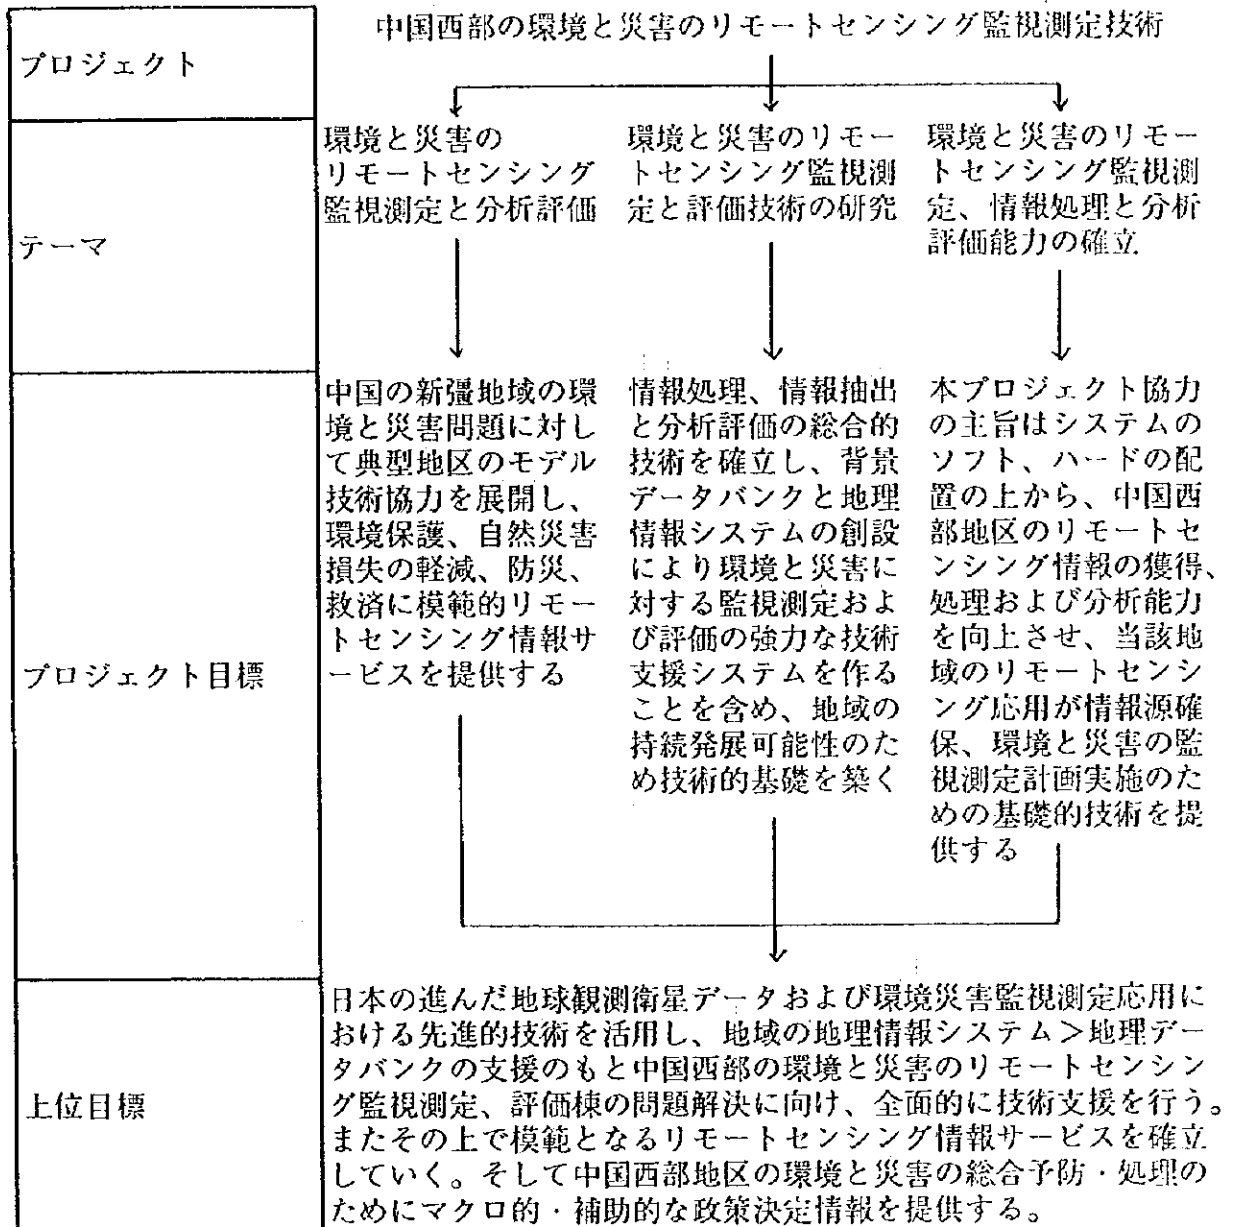 プロジェクト
中国西部の環境と災害のリモートセンシング監視測定技術
テーマ
環境と災害の
リモートセンシング
監視測定と分析評価
環境と災害のリモー
トセンシング監視測
定と評価技術の研究
環境と災害のリモー
トセンシング監視測
定、情報処理と分析
評価能力の確立
プロジェクト目標
中国の新彊地域の環
境と災害問題に対し
て典型地区のモデル
技術協力を展開し、
環境保護、自然災害
損失の軽減、防災、
救済に模範的リモー
トセンシング情報サ
ービスを提供する
情報処理、情報抽出
と分析評価の総合的
技術を確立し、背景
データバンクと地理
情報システムの創設
により環境と災害に
対する監視測定およ
び評価の強力な技術
支援システムを作る
ことを含め、地域の
持続発展可能性のた
め技術的基礎を築く
本プロジェクト協力
の主旨はシステムの
ソフト、ハードの配
置の上から、中国西
部地区のリモートセ
ンシング情報の獲得、
処理および分析能力
を向上させ、当該地
域のリモートセンシ
ング応用が情報源確
保、環境と災害の監
視測定計画実施のた
めの基礎的技術を提
供する
上位目標
日本の進んだ地球観測衛星データおよび環境災害監視測定応用に
おける先進的技術を活用し、地域の地理情報システム>地理デー
タバンクの支援のもと中国西部の環境と災害のリモートセンシン
グ監視測定、評価棟の問題解決に向け、全面的に技術支援を行う。
またその上で模範となるリモートセンシング情報サービスを確立
していく。そして中国西部地区の環境と災害の総合予防・処理の
ためにマクロ的・補助的な政策決定情報を提供する。